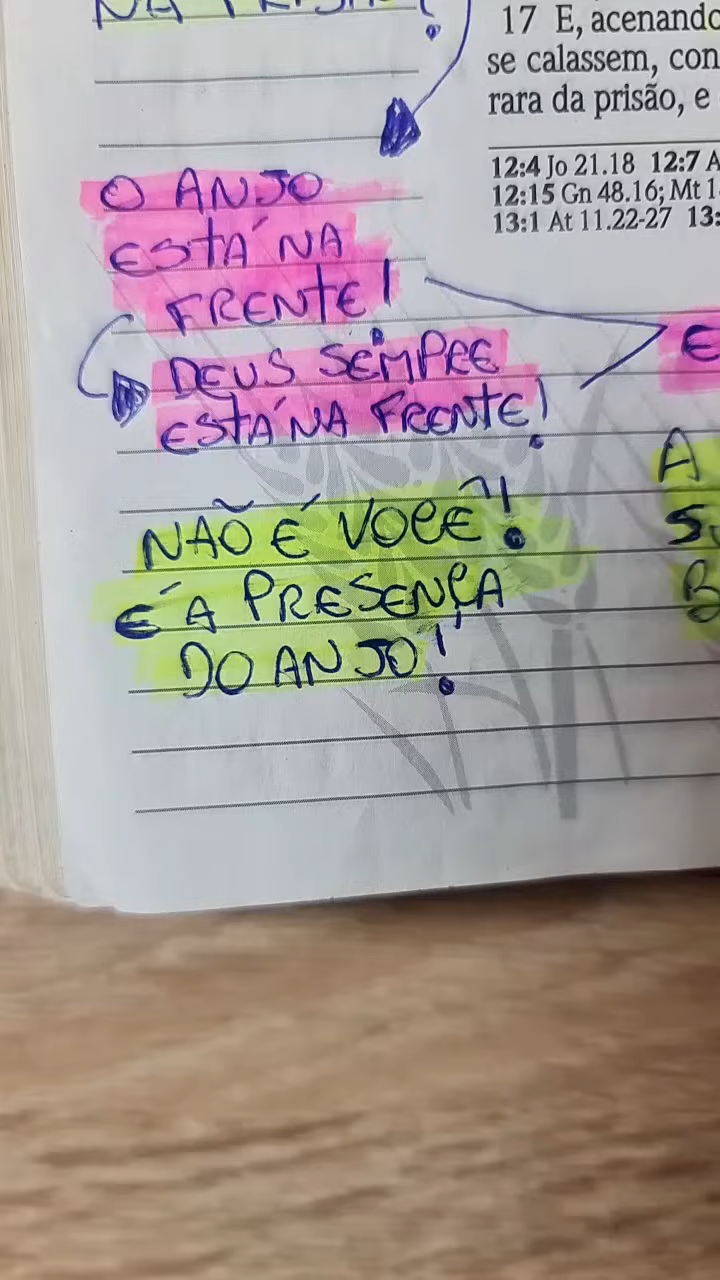 NA PRISÃO!
17 E, acenando
se calassem, con
rara da prisão, e
12:4 Jo 21.18 12:7 A
12:15 Gn 48.16; Mt 1
13:1 At 11.22-27 13:
O ANJO
ESTÁ NA
FRENTE!
DEUS SEMPRE
ESTÁ NA FRENTE!
NÃO É VOCÊ!
É A PRESENÇA
DO ANJO!
E
A
S
B